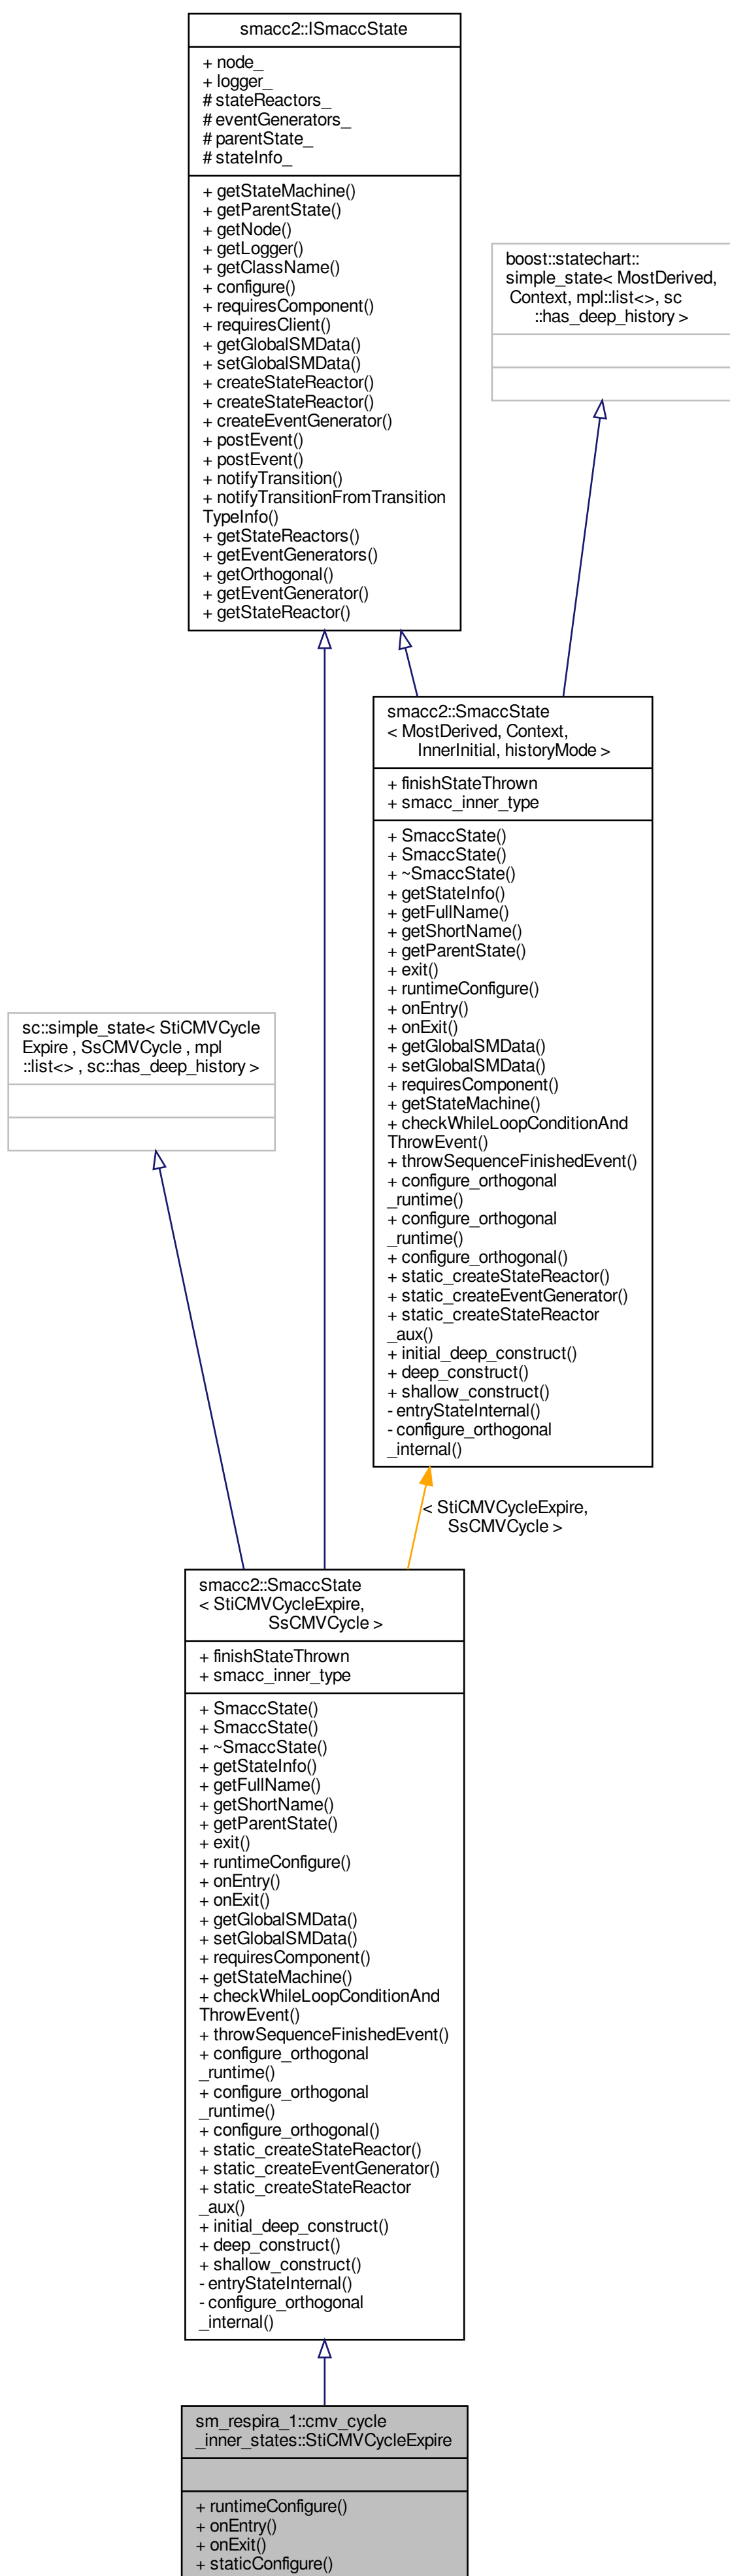 smacc2::ISmaccState
+ node_
+ logger_
# stateReactors_
# eventGenerators_
# parentState_
# stateInfo_
+ getStateMachine()
+ getParentState()
+ getNode()
+ getLogger()
+ getClassName()
+ configure()
+ requiresComponent()
+ requiresClient()
+ getGlobalSMData()
+ setGlobalSMData()
+ createStateReactor()
+ createStateReactor()
+ createEventGenerator()
+ postEvent()
+ postEvent()
+ notifyTransition()
+ notifyTransitionFromTransition
TypeInfo()
+ getStateReactors()
+ getEventGenerators()
+ getOrthogonal()
+ getEventGenerator()
+ getStateReactor()
boost::statechart::
simple_state< MostDerived,
Context, mpl::list<>, sc
::has_deep_history >
smacc2::SmaccState
< MostDerived, Context,
InnerInitial, historyMode >
+ finishStateThrown
+ smacc_inner_type
+ SmaccState()
+ SmaccState()
+ ~SmaccState()
+ getStateInfo()
+ getFullName()
+ getShortName()
+ getParentState()
+ exit()
+ runtimeConfigure()
+ onEntry()
+ onExit()
+ getGlobalSMData()
+ setGlobalSMData()
+ requiresComponent()
+ getStateMachine()
+ checkWhileLoopConditionAnd
ThrowEvent()
+ throwSequenceFinishedEvent()
+ configure_orthogonal
_runtime()
+ configure_orthogonal
_runtime()
+ configure_orthogonal()
+ static_createStateReactor()
+ static_createEventGenerator()
+ static_createStateReactor
_aux()
+ initial_deep_construct()
+ deep_construct()
+ shallow_construct()
- entryStateInternal()
- configure_orthogonal
_internal()
sc::simple_state< StiCMVCycle
Expire , SsCMVCycle , mpl
::list<> , sc::has_deep_history >
< StiCMVCycleExpire,
SsCMVCycle >
smacc2::SmaccState
< StiCMVCycleExpire,
SsCMVCycle >
+ finishStateThrown
+ smacc_inner_type
+ SmaccState()
+ SmaccState()
+ ~SmaccState()
+ getStateInfo()
+ getFullName()
+ getShortName()
+ getParentState()
+ exit()
+ runtimeConfigure()
+ onEntry()
+ onExit()
+ getGlobalSMData()
+ setGlobalSMData()
+ requiresComponent()
+ getStateMachine()
+ checkWhileLoopConditionAnd
ThrowEvent()
+ throwSequenceFinishedEvent()
+ configure_orthogonal
_runtime()
+ configure_orthogonal
_runtime()
+ configure_orthogonal()
+ static_createStateReactor()
+ static_createEventGenerator()
+ static_createStateReactor
_aux()
+ initial_deep_construct()
+ deep_construct()
+ shallow_construct()
- entryStateInternal()
- configure_orthogonal
_internal()
sm_respira_1::cmv_cycle
_inner_states::StiCMVCycleExpire
+ runtimeConfigure()
+ onEntry()
+ onExit()
+ staticConfigure()